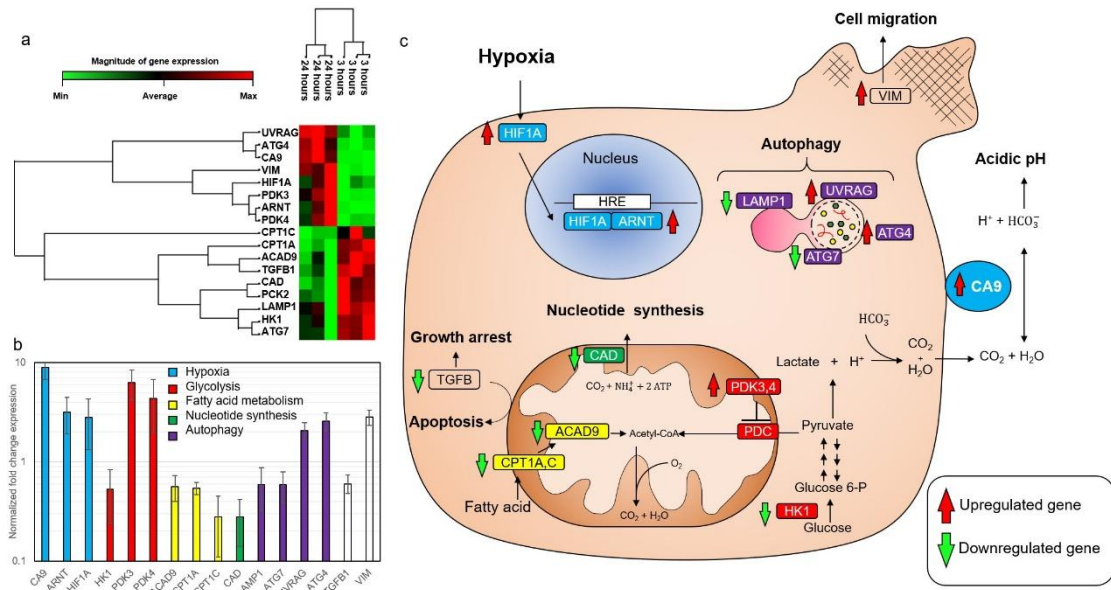 a
Magnitude of gene expression
Min
Average
Max
24 hours
24 hours
24 hours
3 hours
3 hours
3 hours
UVRAG
ATG4
CA9
VIM
HIF1A
PDK3
ARNT
PDK4
CPT1C
CPT1A
ACAD9
TGFB1
CAD
PCK2
LAMP1
HK1
ATG7
b
Normalized fold change expression
10
1
0.1
Hypoxia
Glycolysis
Fatty acid metabolism
Nucleotide synthesis
Autophagy
CA9
ARNT
HIF1A
HK1
PDK3
PDK4
ACAD9
CPT1A
CPT1C
CAD
LAMP1
ATG7
UVRAG
ATG4
TGFB1
VIM
c
Cell migration
VIM
Hypoxia
HIF1A
Nucleus
HRE
HIF1A
ARNT
Autophagy
LAMP1
UVRAG
ATG4
ATG7
Acidic pH
H⁺ + HCO₃⁻
CA9
CO₂ + H₂O
Nucleotide synthesis
CAD
CO₂ + NH₄⁺ + 2 ATP
Growth arrest
TGFB
Apoptosis
ACAD9
Acetyl-CoA
CPT1A,C
Fatty acid
O₂
CO₂ + H₂O
PDK3,4
PDC
HCO₃⁻
Lactate + H⁺
CO₂
+
H₂O
Pyruvate
Glucose 6-P
HK1
Glucose
Upregulated gene
Downregulated gene